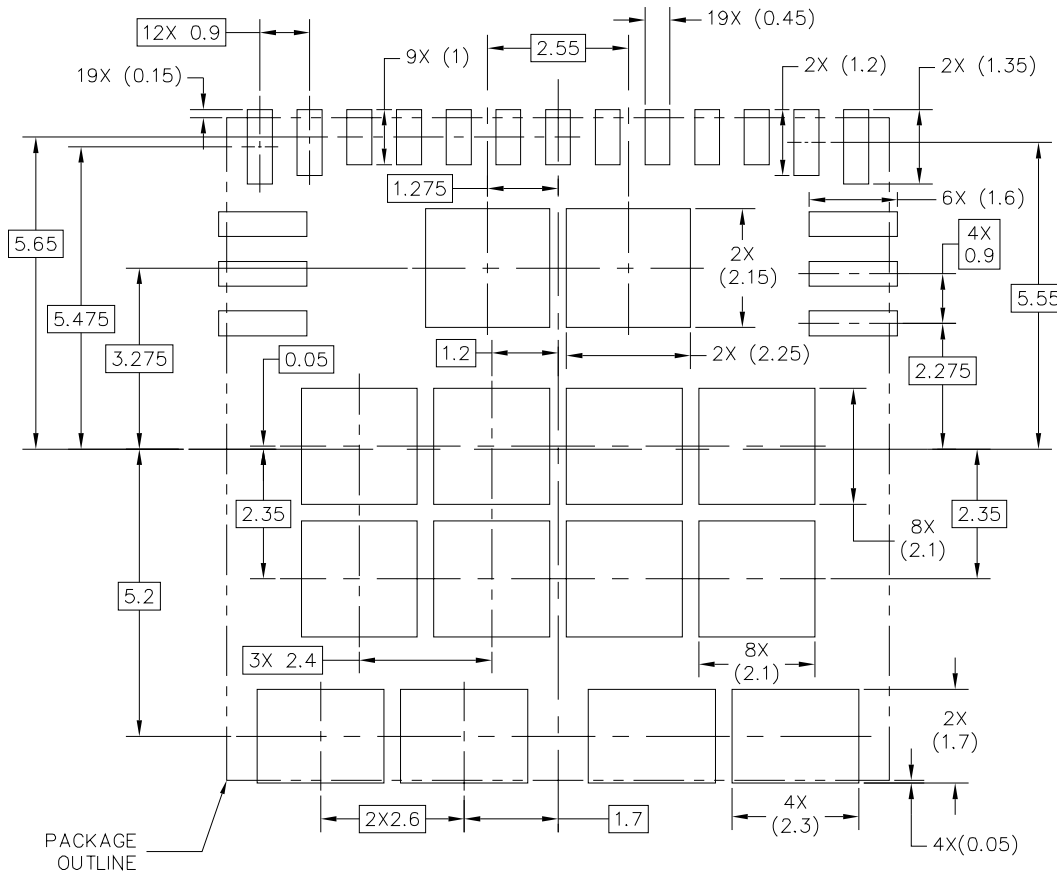 12X 0.9
2.55
19X (0.45)
9X (1)
2X (1.2)
2X (1.35)
19X (0.15)
1.275
6X (1.6)
5.65
4X
0.9
2X
(2.15)
5.55
5.475
3.275
0.05
1.2
2X (2.25)
2.275
2.35
2.35
8X
(2.1)
5.2
3X 2.4
8X
(2.1)
2X
(1.7)
2X2.6
1.7
4X
(2.3)
4X(0.05)
PACKAGE
OUTLINE